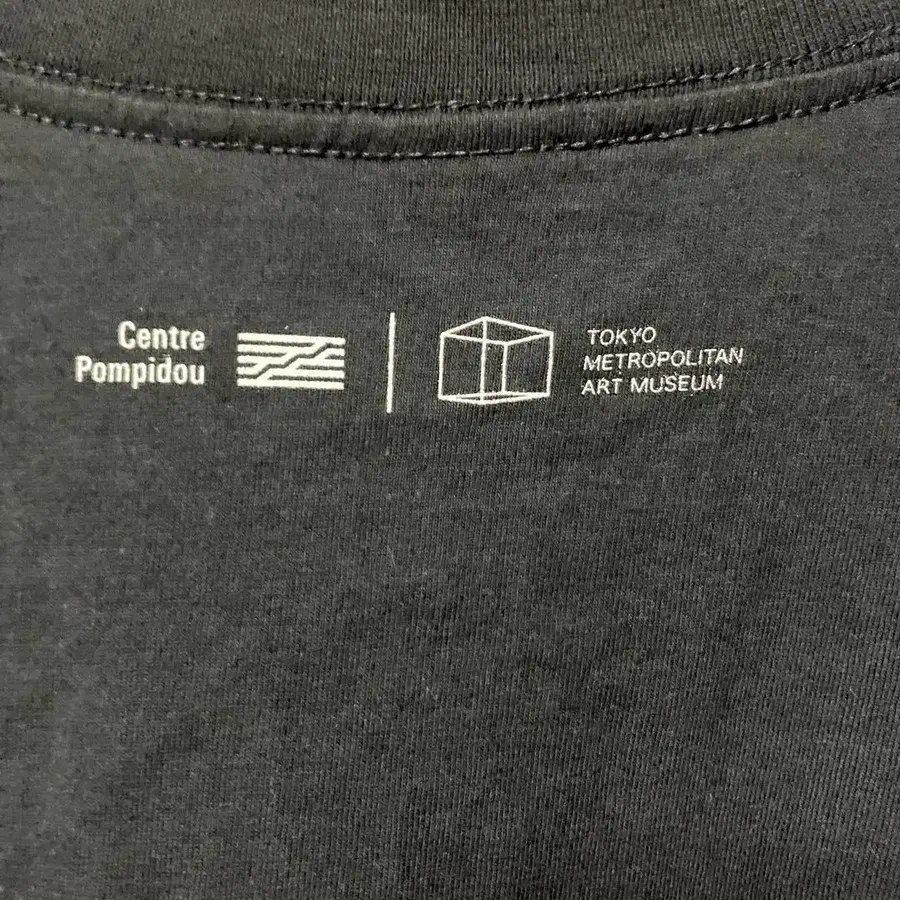 Centre
Pompidou
TOKYO
METROPOLITAN
ART MUSEUM